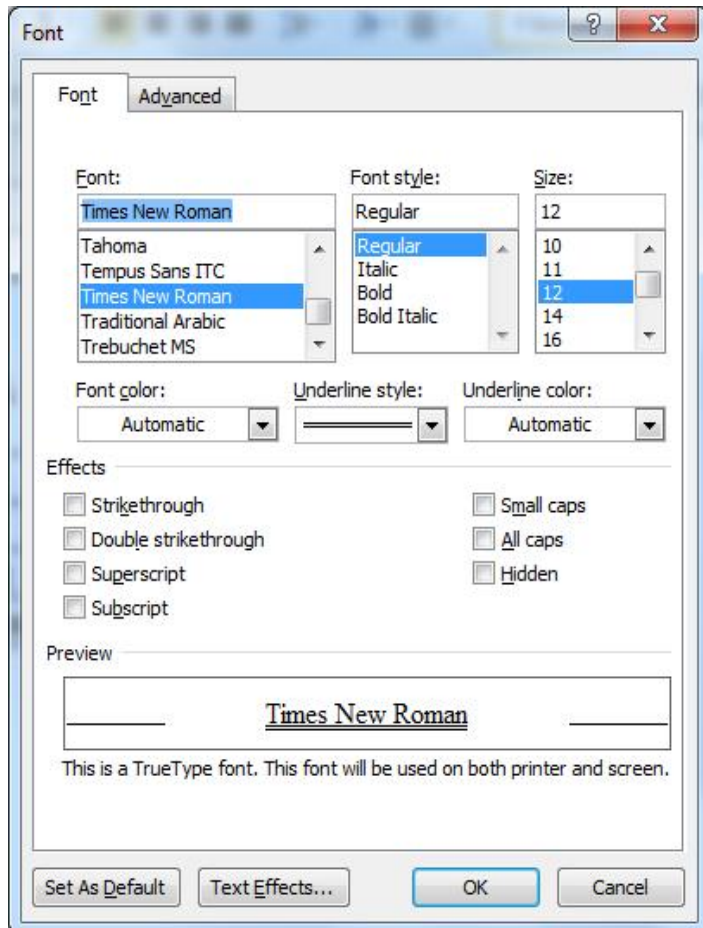 Font
?
X
Font Advanced
Font: Font style: Size:
Times New Roman Regular 12
Tahoma Regular 10
Tempus Sans ITC Italic 11
Times New Roman Bold 12
Traditional Arabic Bold Italic 14
Trebuchet MS 16
Font color: Underline style: Underline color:
Automatic Automatic
Effects
Strikethrough Small caps
Double strikethrough All caps
Superscript Hidden
Subscript
Preview
Times New Roman
This is a TrueType font. This font will be used on both printer and screen.
Set As Default Text Effects... OK Cancel